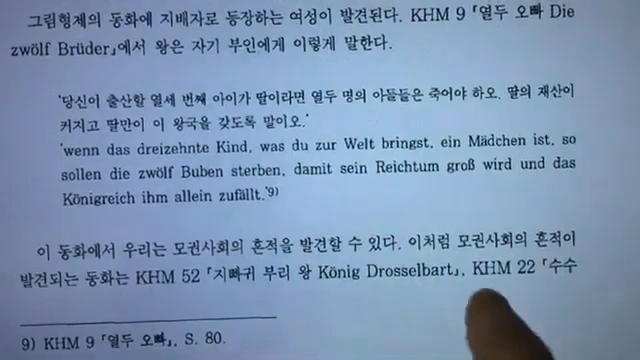 그림형제의 동화에 지배자로 등장하는 여성이 발견된다. KHM 9 「열두 오빠 Die
zwölf Brüder」에서 왕은 자기 부인에게 이렇게 말한다.
'당신이 출산할 열세 번째 아이가 딸이라면 열두 명의 아들들은 죽어야 하오. 딸의 재산이
커지고 딸만이 이 왕국을 갖도록 말이오.'
'wenn das dreizehnte Kind, was du zur Welt bringst, ein Mädchen ist, so
sollen die zwölf Buben sterben, damit sein Reichtum groß wird und das
Königreich ihm allein zufällt.'9)
이 동화에서 우리는 모권사회의 흔적을 발견할 수 있다. 이처럼 모권사회의 흔적이
발견되는 동화는 KHM 52 「지빠귀 부리 왕 König Drosselbart」, KHM 22 「수수
9) KHM 9 「열두 오빠」, S. 80.